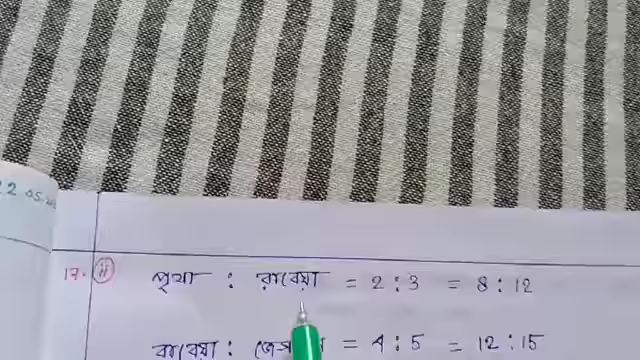 17. ii পৃথা : রাবেয়া = 2 : 3 = 8 : 12
রাবেয়া : = 4 : 5 = 12 : 15